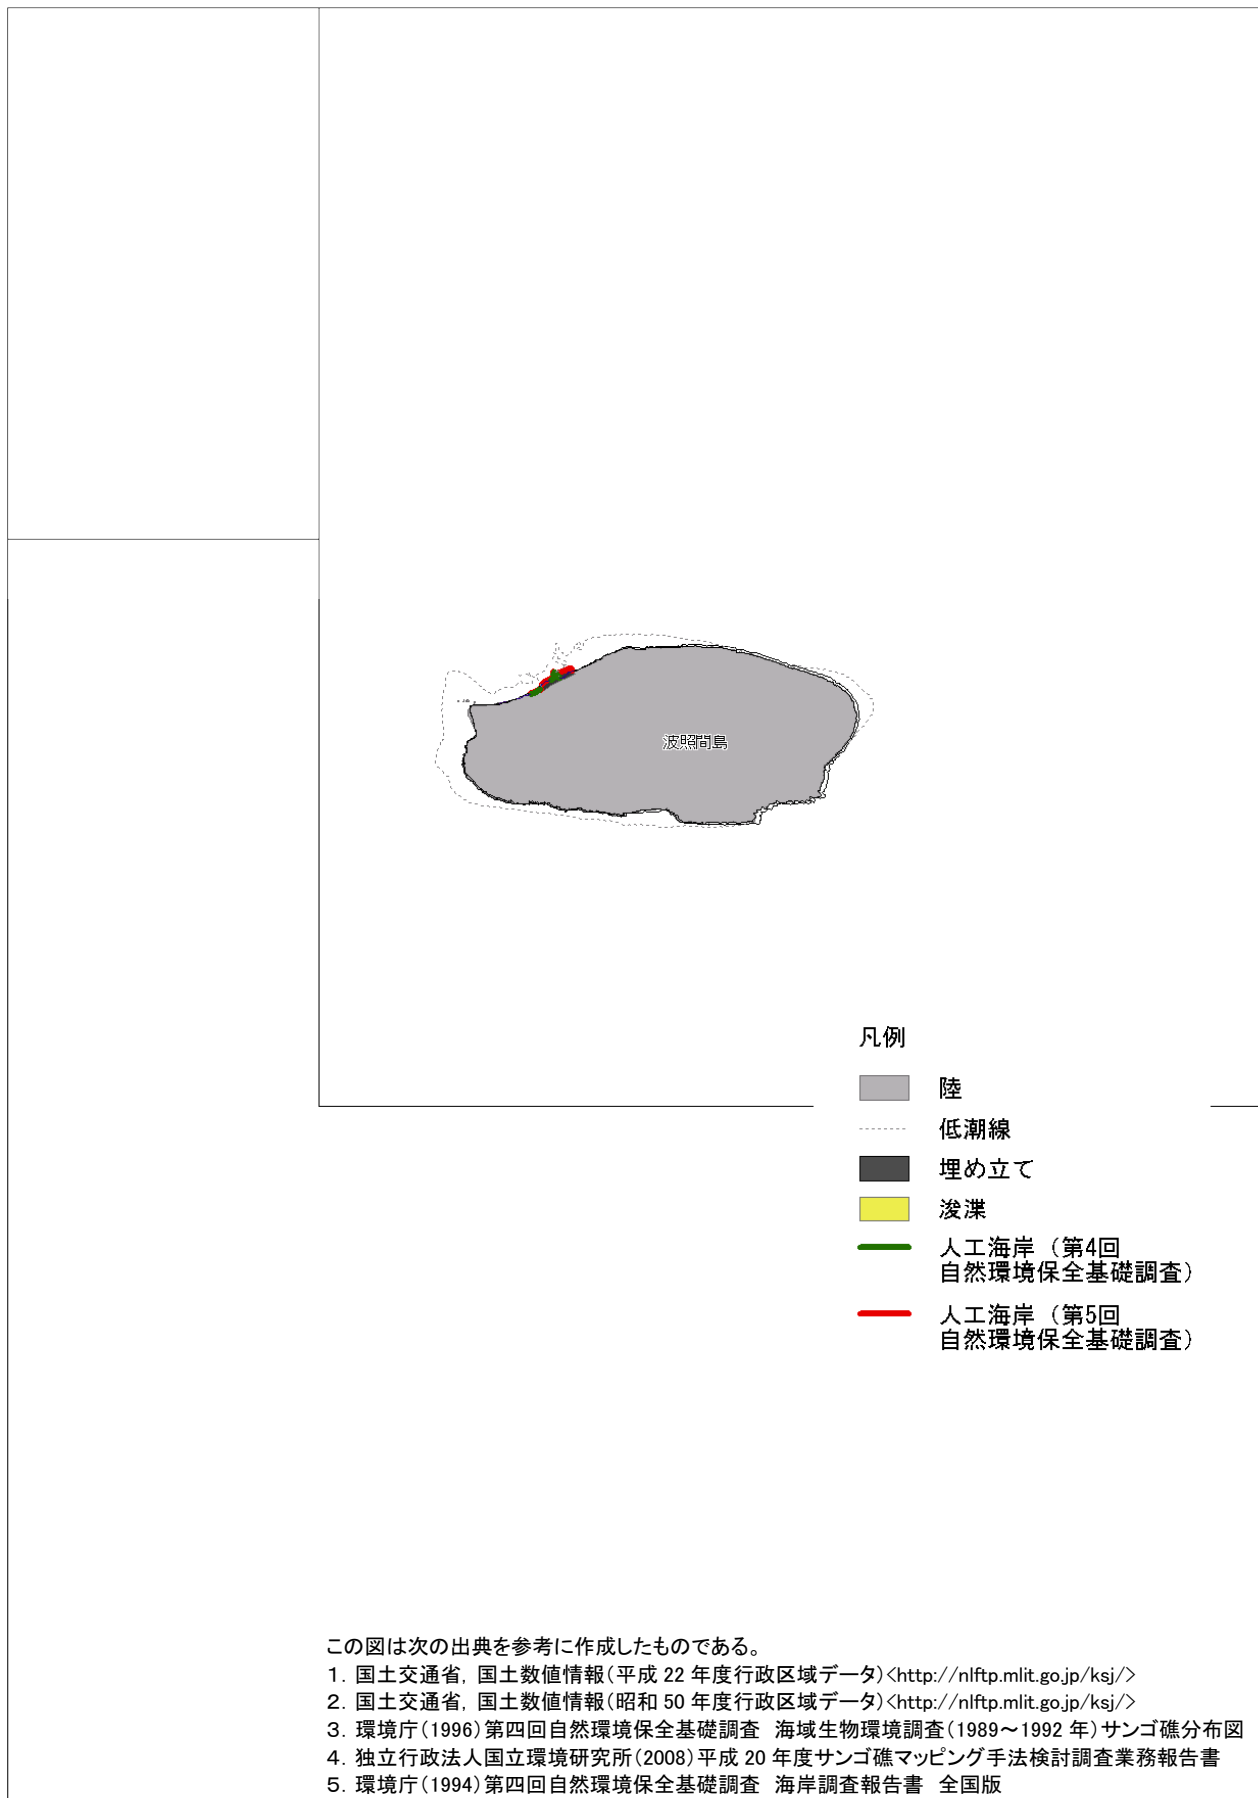 波照間島
凡例
陸
低潮線
埋め立て
浚渫
人工海岸（第4回
自然環境保全基礎調査）
人工海岸（第5回
自然環境保全基礎調査）
この図は次の出典を参考に作成したものである。
1. 国土交通省, 国土数値情報（平成 22 年度行政区域データ）<http://nlftp.mlit.go.jp/ksj/>
2. 国土交通省, 国土数値情報（昭和 50 年度行政区域データ）<http://nlftp.mlit.go.jp/ksj/>
3. 環境庁（1996）第四回自然環境保全基礎調査 海域生物環境調査（1989～1992 年）サンゴ礁分布図
4. 独立行政法人国立環境研究所（2008）平成 20 年度サンゴ礁マッピング手法検討調査業務報告書
5. 環境庁（1994）第四回自然環境保全基礎調査 海岸調査報告書 全国版